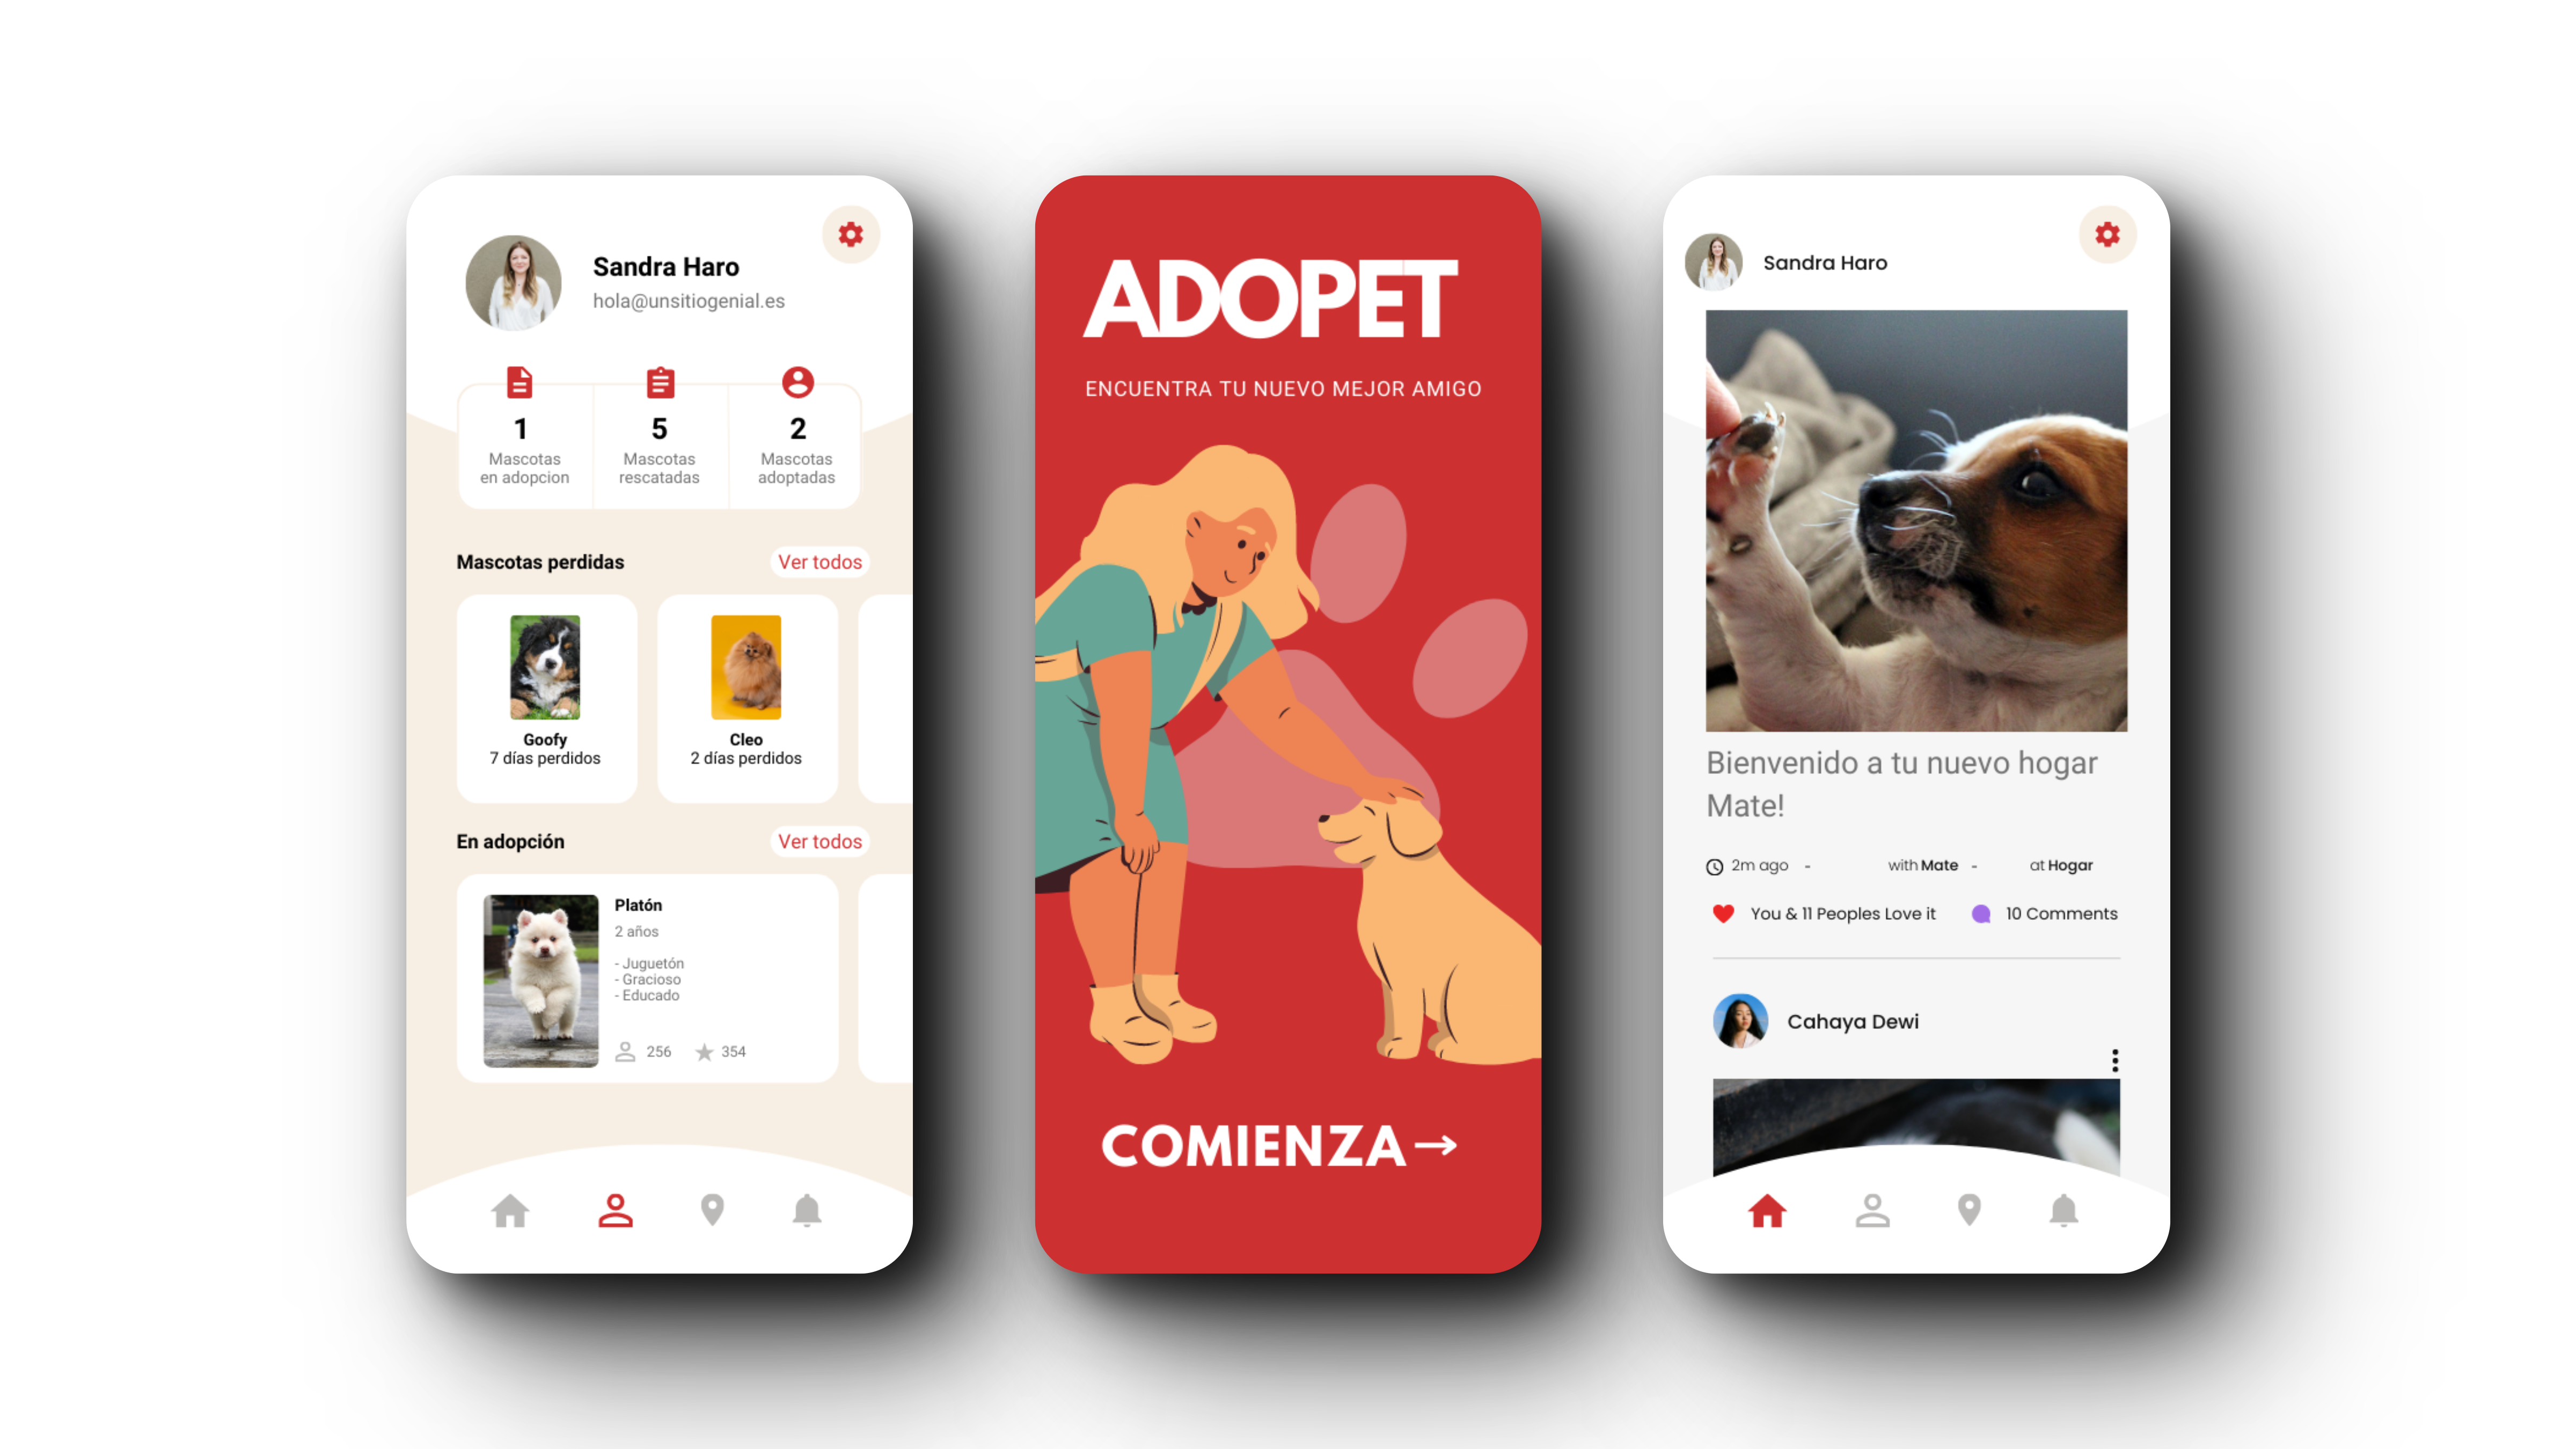 Sandra Haro
hola@unsitiogenial.es
1
Mascotas
en adopcion
5
Mascotas
rescatadas
2
Mascotas
adoptadas
Mascotas perdidas
Ver todos
Goofy
7 días perdidos
Cleo
2 días perdidos
En adopción
Ver todos
Platón
2 años
- Juguetón
- Gracioso
- Educado
256
354
ADOPET
ENCUENTRA TU NUEVO MEJOR AMIGO
COMIENZA→
Sandra Haro
Bienvenido a tu nuevo hogar
Mate!
2m ago - with Mate - at Hogar
You & 11 Peoples Love it
10 Comments
Cahaya Dewi